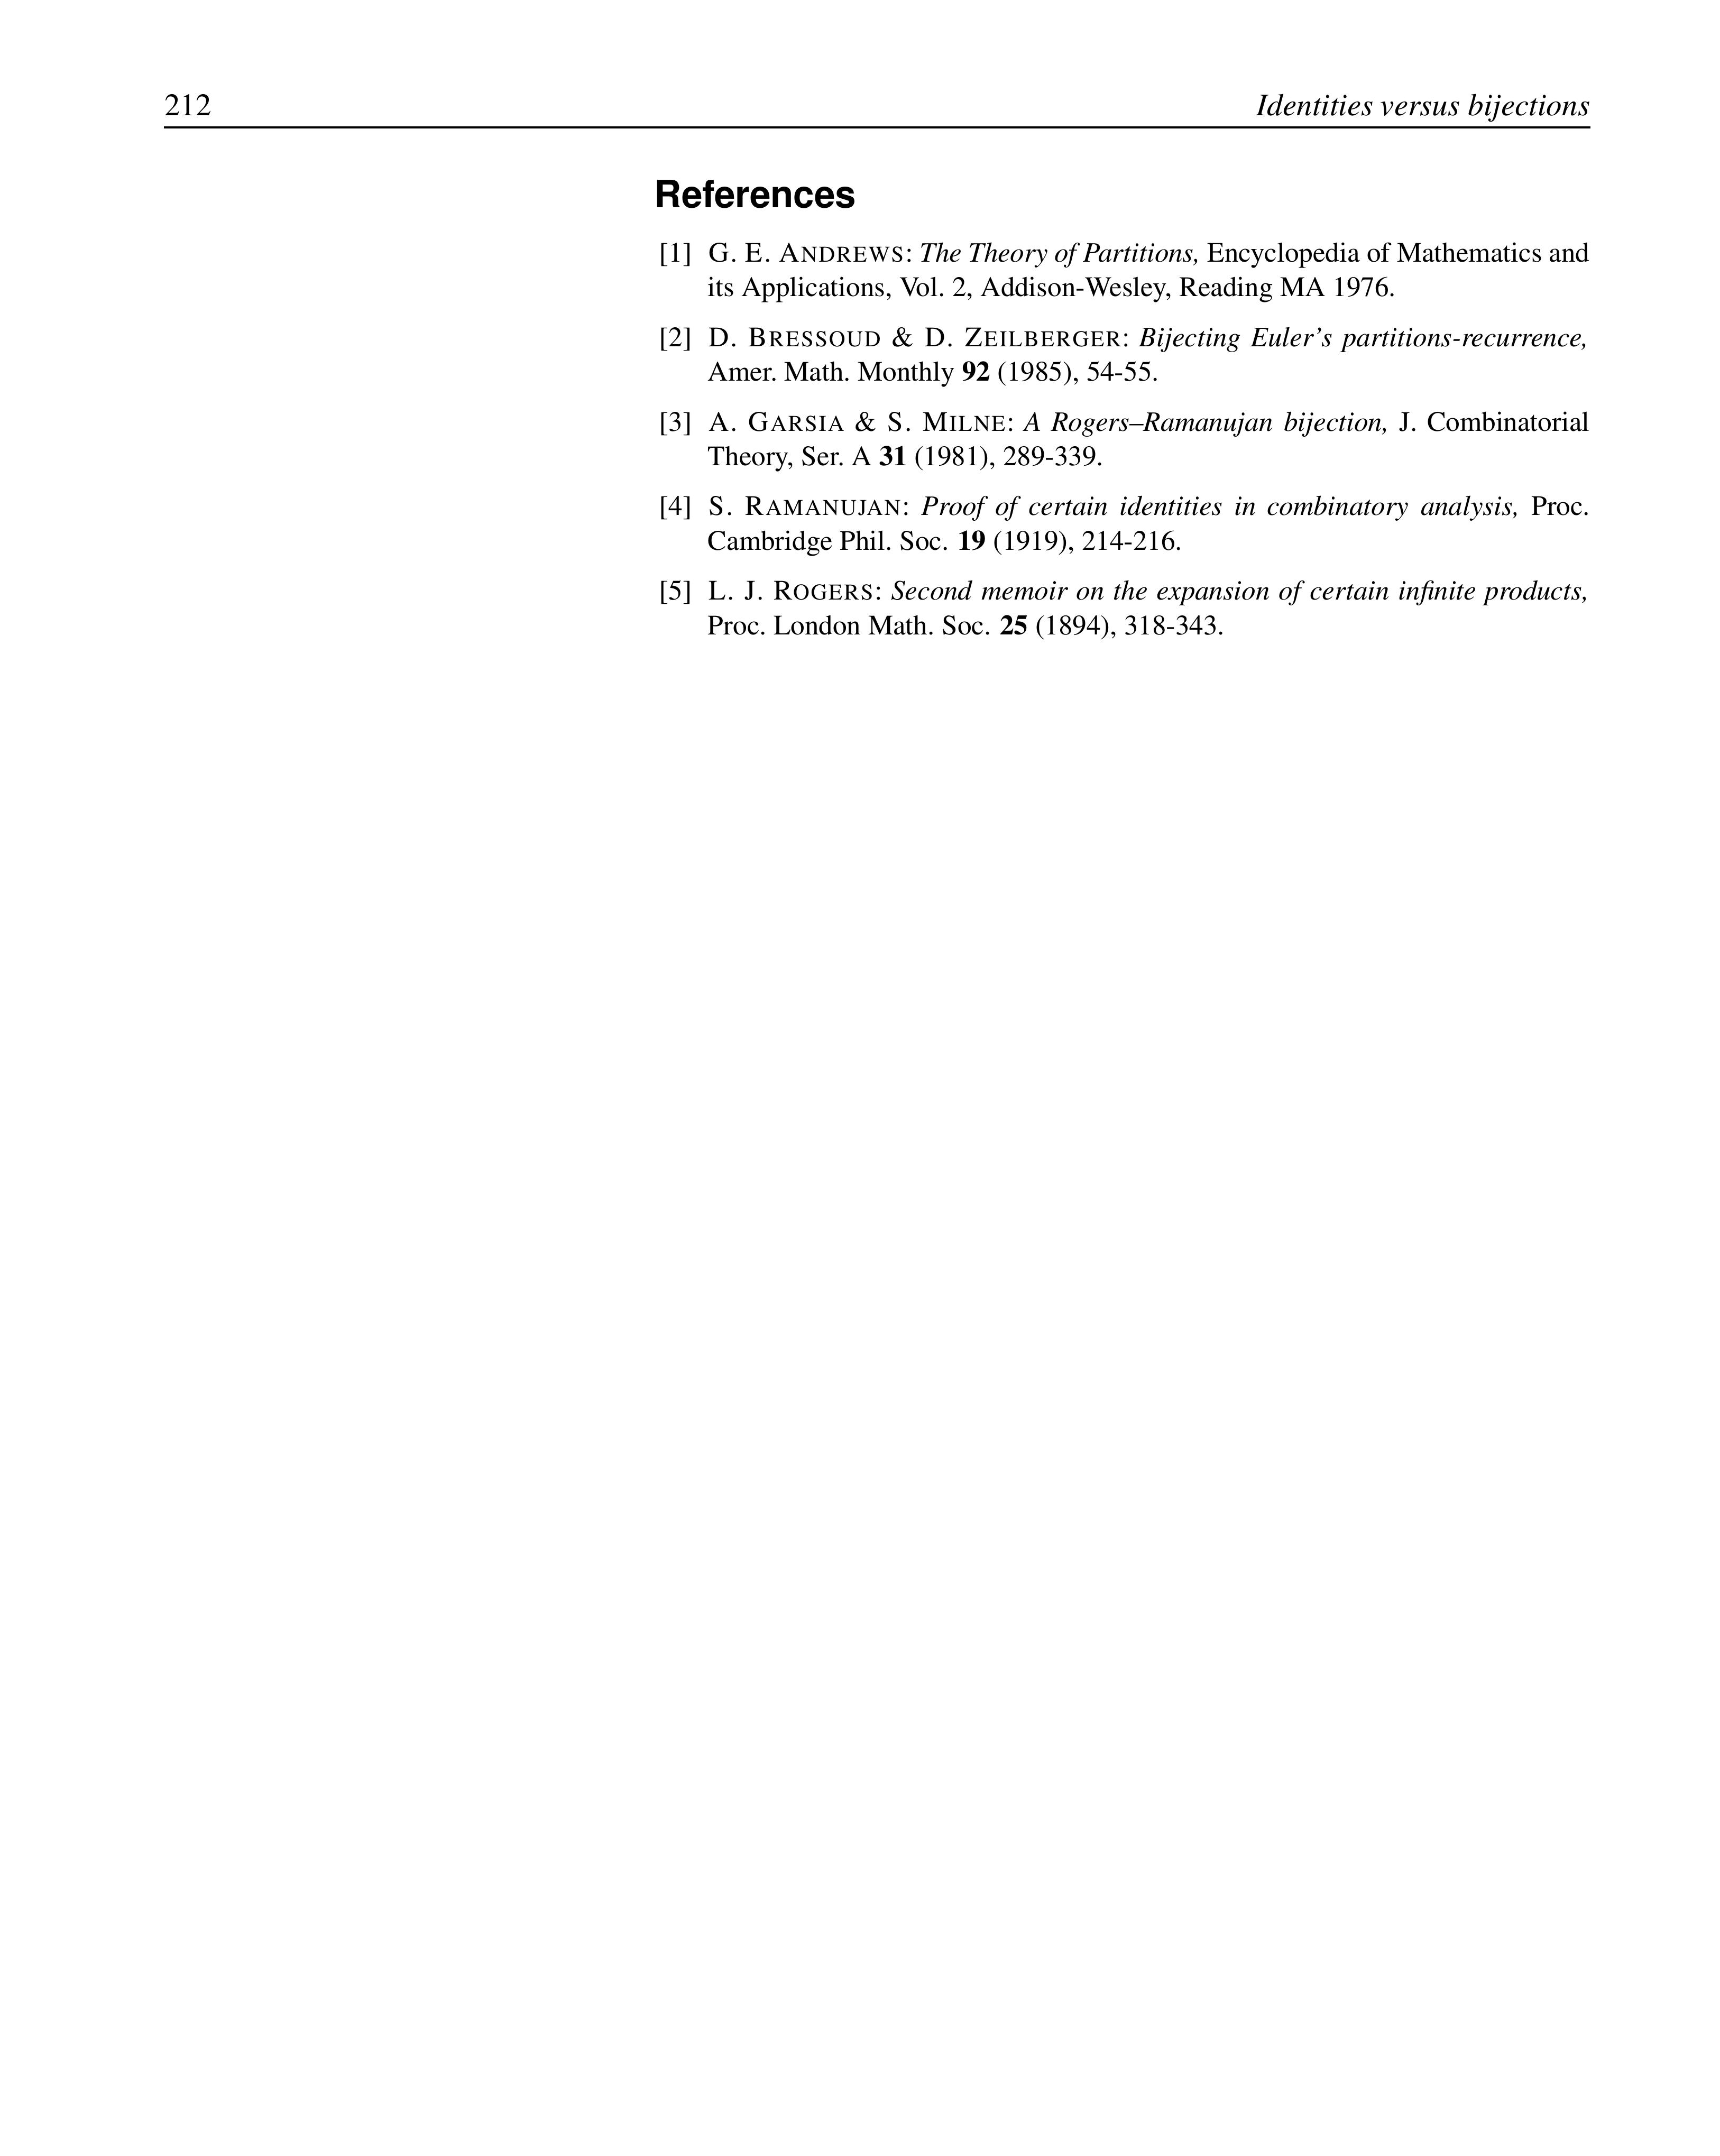 212
Identities versus bijections
References
[1] G. E. ANDREWS: The Theory of Partitions, Encyclopedia of Mathematics and
its Applications, Vol. 2, Addison-Wesley, Reading MA 1976.
[2] D. BRESSOUD & D. ZEILBERGER: Bijecting Euler's partitions-recurrence,
Amer. Math. Monthly 92 (1985), 54-55.
[3] A. GARSIA & S. MILNE: A Rogers–Ramanujan bijection, J. Combinatorial
Theory, Ser. A 31 (1981), 289-339.
[4] S. RAMANUJAN: Proof of certain identities in combinatory analysis, Proc.
Cambridge Phil. Soc. 19 (1919), 214-216.
[5] L. J. ROGERS: Second memoir on the expansion of certain infinite products,
Proc. London Math. Soc. 25 (1894), 318-343.